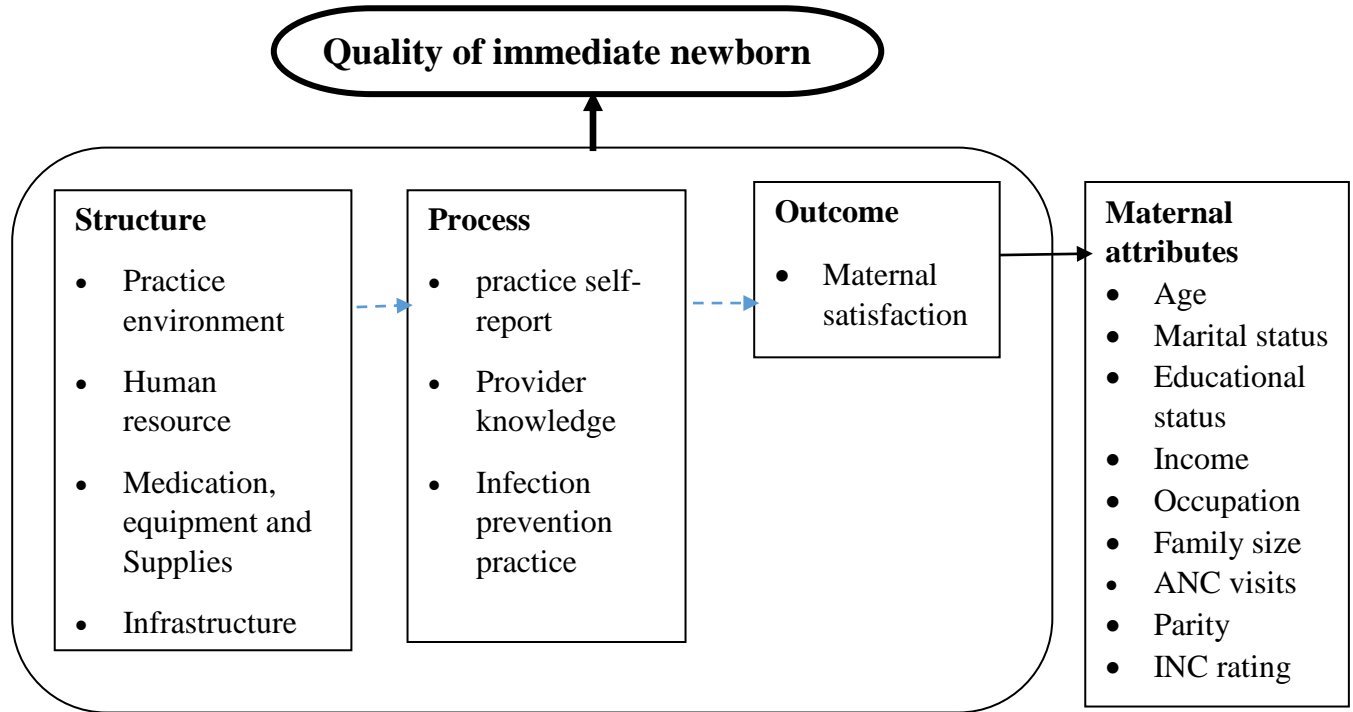 Quality of immediate newborn
Structure
• Practice
environment
• Human
resource
• Medication,
equipment and
Supplies
• Infrastructure
Process
• practice self-
report
• Provider
knowledge
• Infection
prevention
practice
Outcome
• Maternal
satisfaction
Maternal
attributes
• Age
• Marital status
• Educational
status
• Income
• Occupation
• Family size
• ANC visits
• Parity
• INC rating